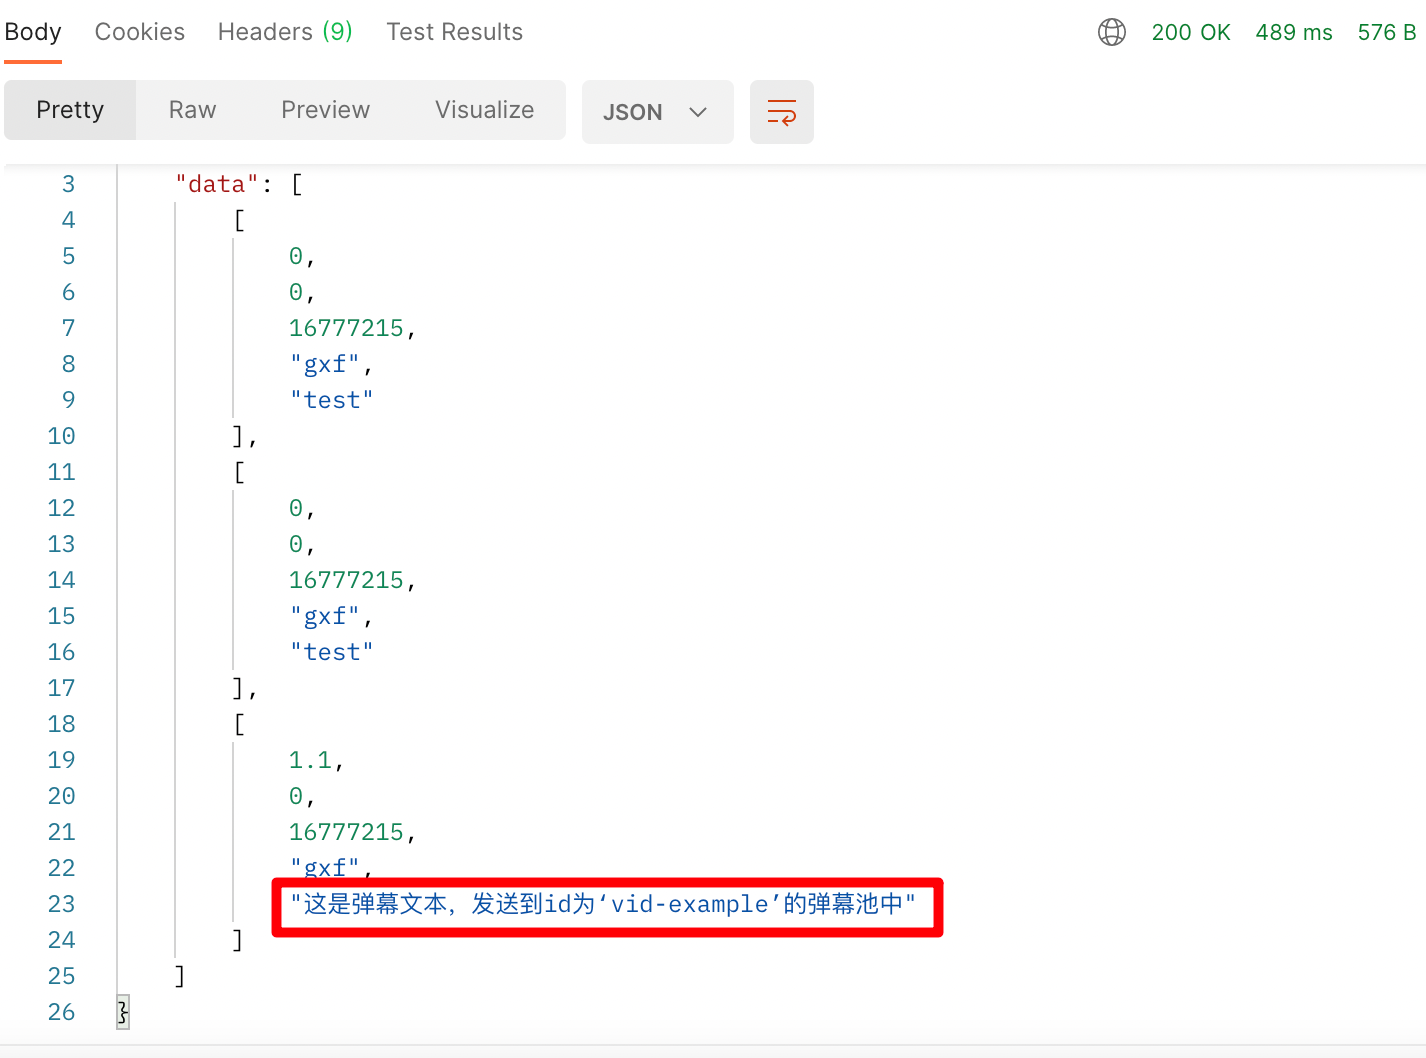 Body Cookies Headers (9) Test Results 200 OK 489 ms 576 B
Pretty Raw Preview Visualize JSON
3 "data": [
4 [
5 0,
6 0,
7 16777215,
8 "gxf",
9 "test"
10 ],
11 [
12 0,
13 0,
14 16777215,
15 "gxf",
16 "test"
17 ],
18 [
19 1.1,
20 0,
21 16777215,
22 "gxf",
23 "这是弹幕文本，发送到id为‘vid-example’的弹幕池中"
24 ]
25 ]
26 }